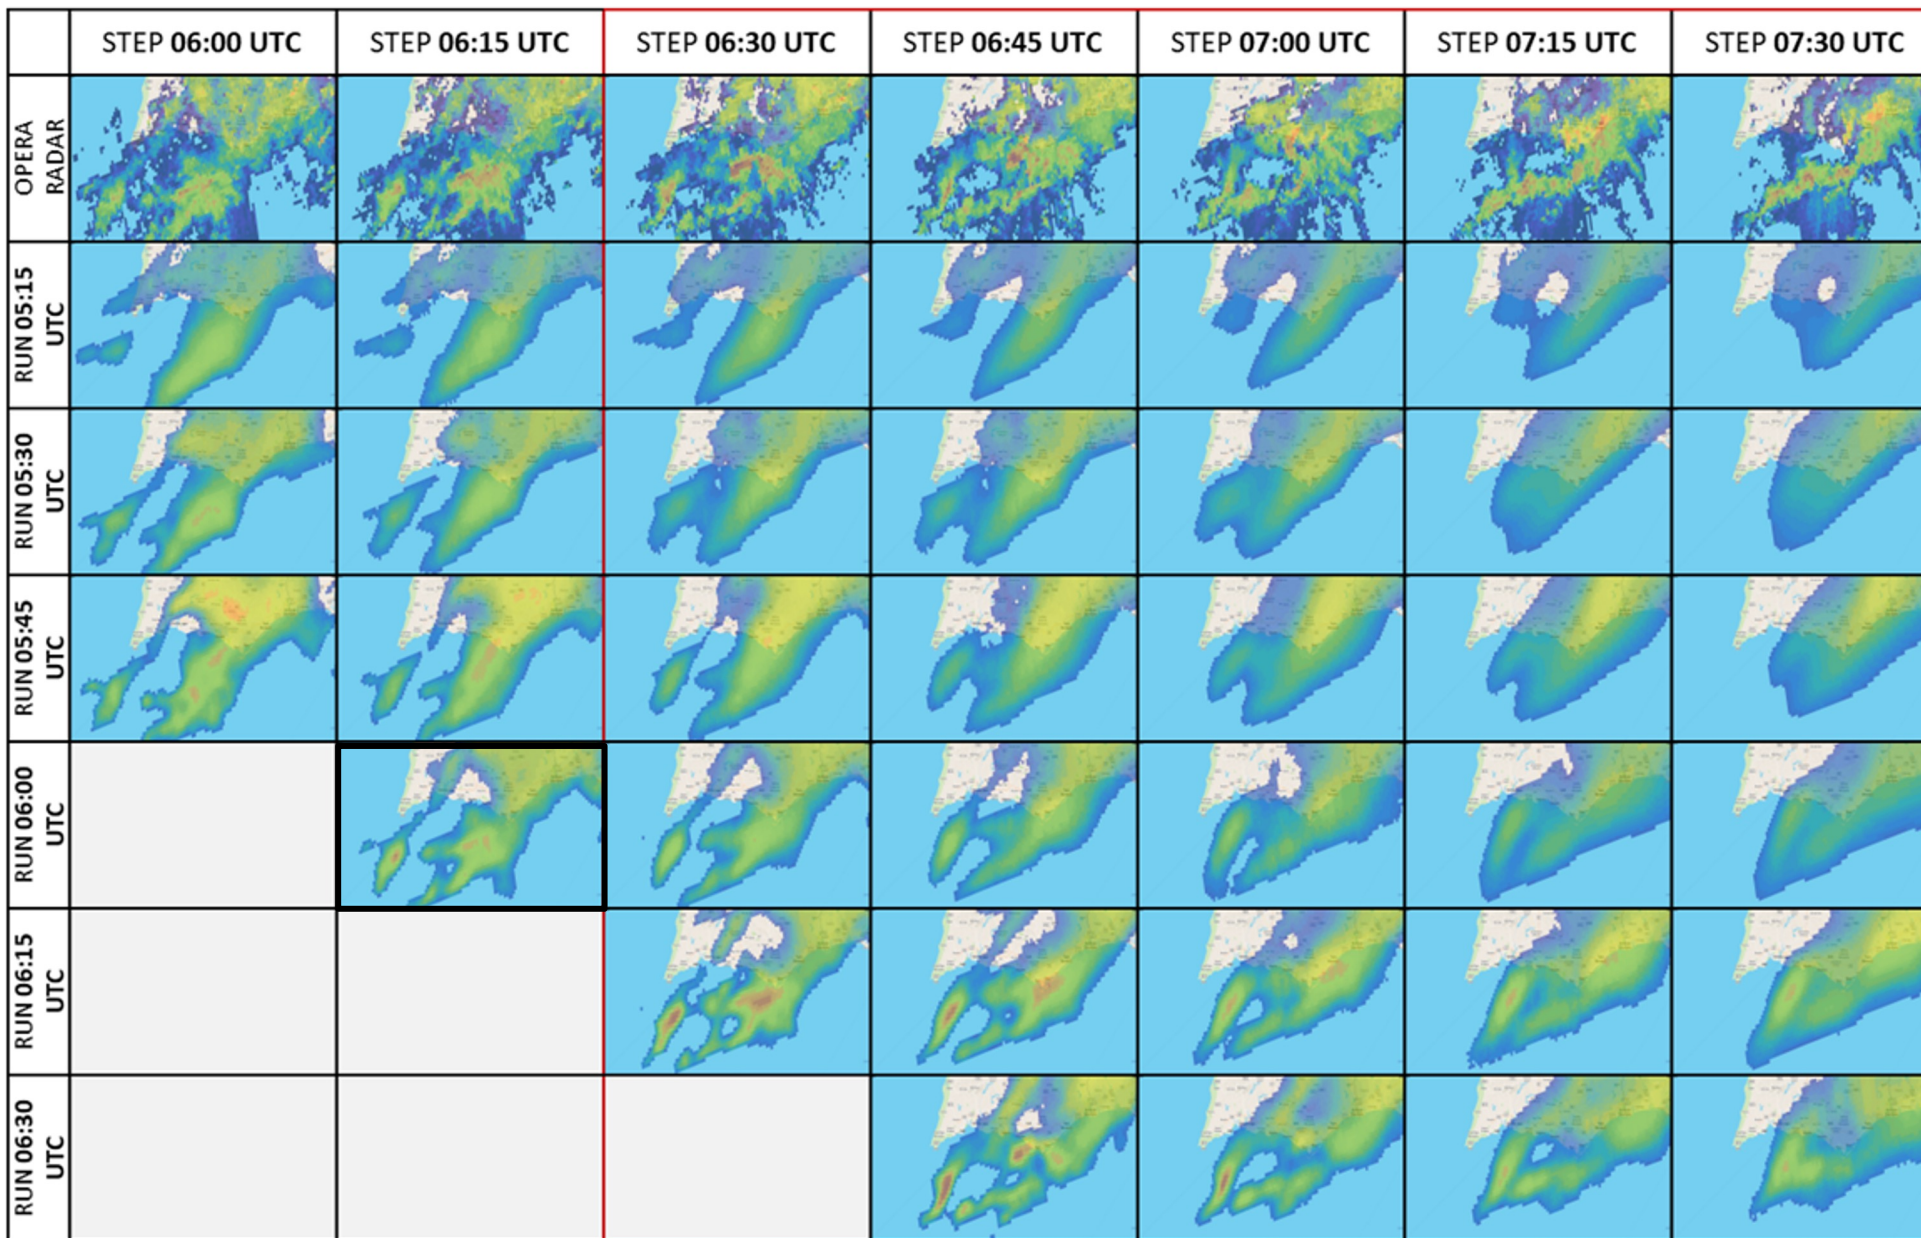 STEP 06:00 UTC
STEP 06:15 UTC
STEP 06:30 UTC
STEP 06:45 UTC
STEP 07:00 UTC
STEP 07:15 UTC
STEP 07:30 UTC
OPERA
RADAR
RUN 05:15
UTC
RUN 05:30
UTC
RUN 05:45
UTC
RUN 06:00
UTC
RUN 06:15
UTC
RUN 06:30
UTC